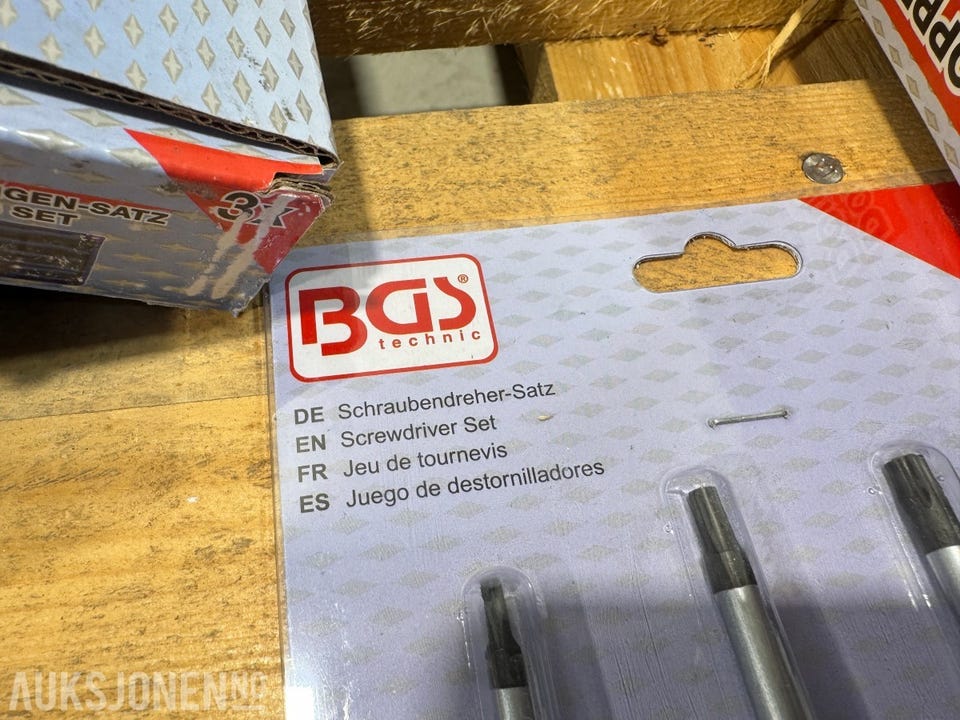 GEN-SATZ
SET
3x
BGS®
technic
DE Schraubendreher-Satz
EN Screwdriver Set
FR Jeu de tournevis
ES Juego de destornilladores
AUKSJONEN.NO